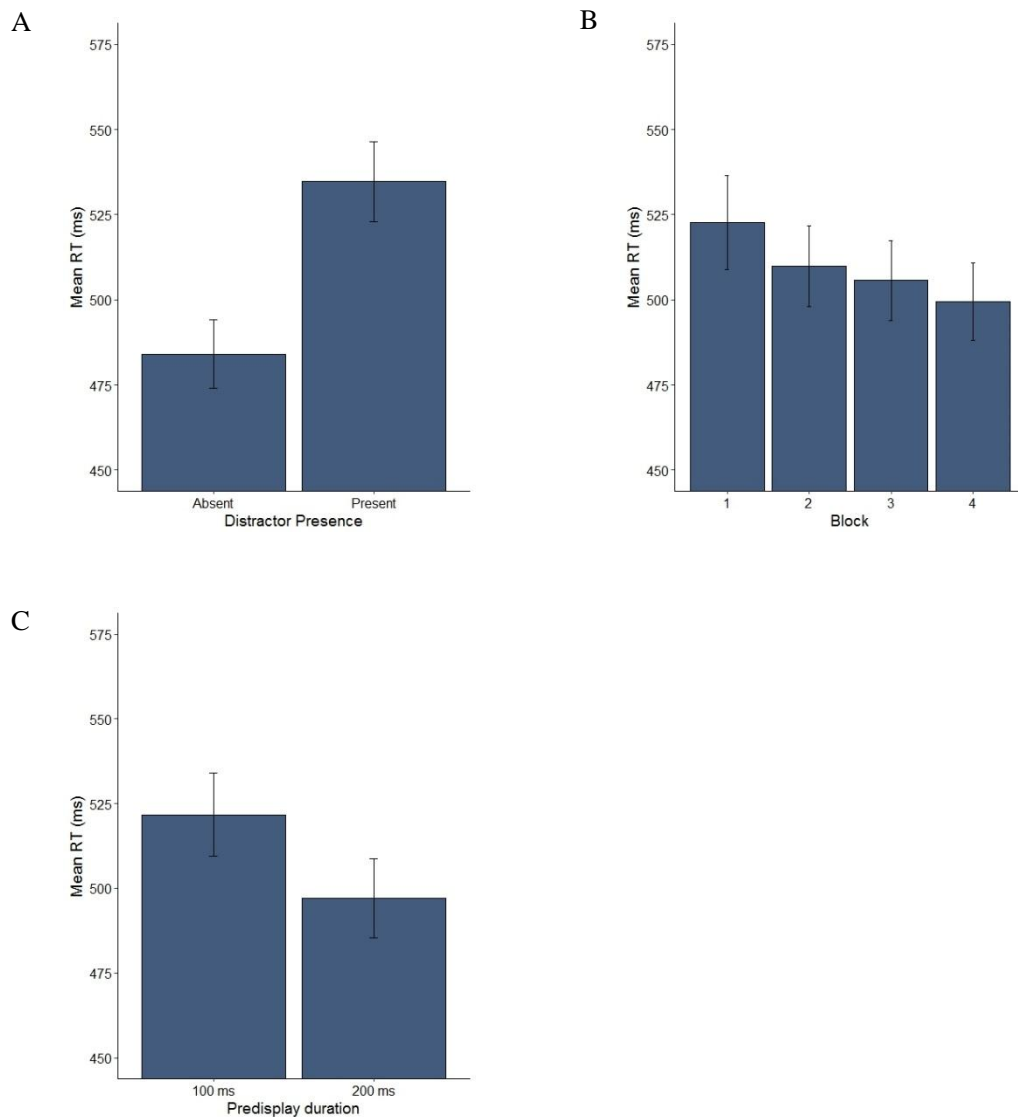 A
575
550
525
500
475
450
Mean RT (ms)
Absent Present
Distractor Presence
B
575
550
525
500
475
450
Mean RT (ms)
1 2 3 4
Block
C
575
550
525
500
475
450
Mean RT (ms)
100 ms 200 ms
Predisplay duration